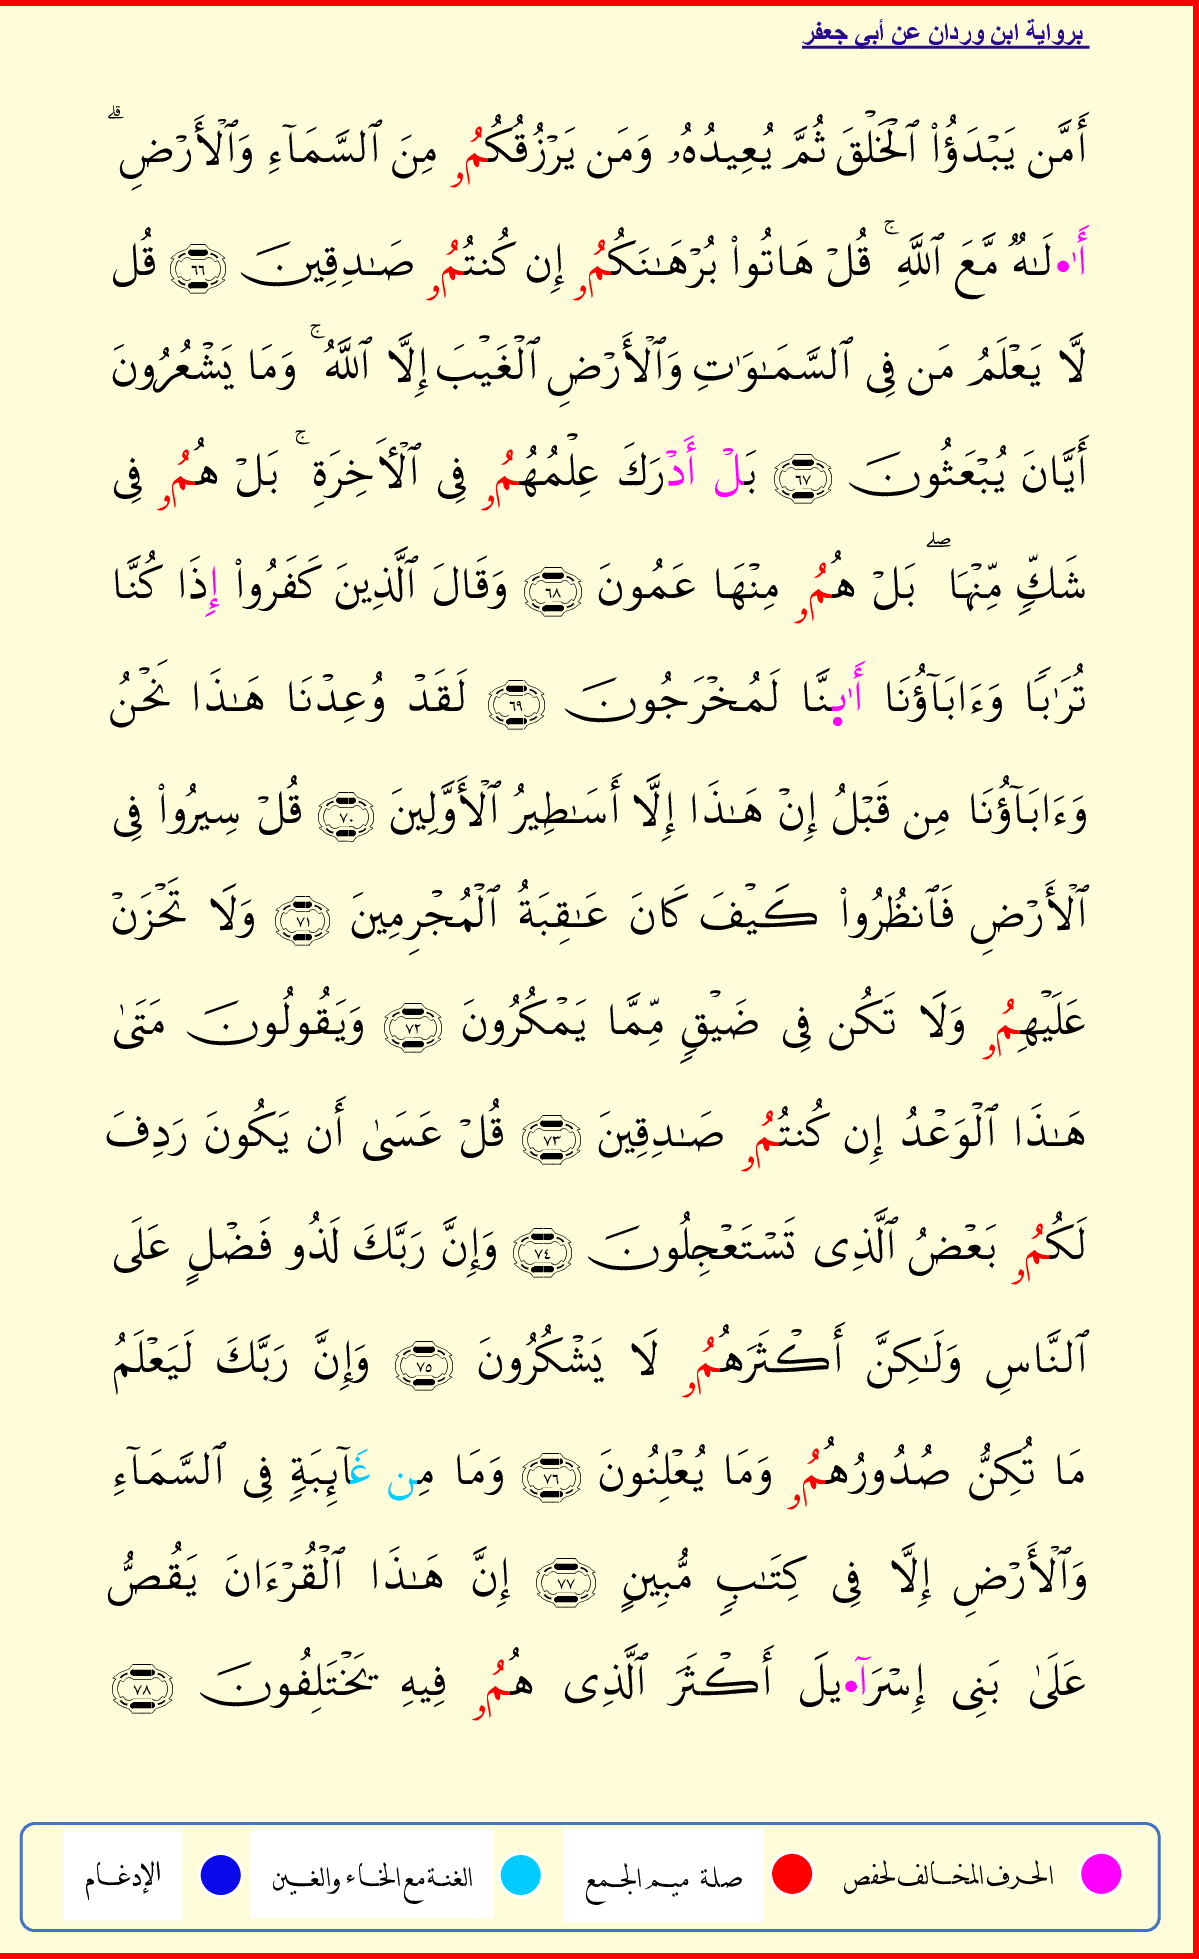 برواية ابن وردان عن أبي جعفر
أَمَّن يَبْدَؤُا۟ ٱلْخَلْقَ ثُمَّ يُعِيدُهُۥ وَمَن يَرْزُقُكُمُۥ مِنَ ٱلسَّمَآءِ وَٱلْأَرْضِ ۗ
أَ•ٰلَٰهٌ مَّعَ ٱللَّهِ ۚ قُلْ هَاتُوا۟ بُرْهَٰنَكُمُۥ إِن كُنتُمُۥ صَٰدِقِينَ ٦٦ قُل
لَّا يَعْلَمُ مَن فِى ٱلسَّمَٰوَٰتِ وَٱلْأَرْضِ ٱلْغَيْبَ إِلَّا ٱللَّهُ ۚ وَمَا يَشْعُرُونَ
أَيَّانَ يُبْعَثُونَ ٦٧ بَلْ أَدْرَكَ عِلْمُهُمُۥ فِى ٱلْأَخِرَةِ ۚ بَلْ هُمُۥ فِى
شَكٍّ مِّنْهَا ۖ بَلْ هُمُۥ مِنْهَا عَمُونَ ٦٨ وَقَالَ ٱلَّذِينَ كَفَرُوا۟ إِذَا كُنَّا
تُرَٰبًا وَءَابَآؤُنَا أَٰى۪نَّا لَمُخْرَجُونَ ٦٩ لَقَدْ وُعِدْنَا هَٰذَا نَحْنُ
وَءَابَآؤُنَا مِن قَبْلُ إِنْ هَٰذَا إِلَّا أَسَٰطِيرُ ٱلْأَوَّلِينَ ٧٠ قُلْ سِيرُوا۟ فِى
ٱلْأَرْضِ فَٱنظُرُوا۟ كَيْفَ كَانَ عَٰقِبَةُ ٱلْمُجْرِمِينَ ٧١ وَلَا تَحْزَنْ
عَلَيْهِمُۥ وَلَا تَكُن فِى ضَيْقٍ مِّمَّا يَمْكُرُونَ ٧٢ وَيَقُولُونَ مَتَىٰ
هَٰذَا ٱلْوَعْدُ إِن كُنتُمُۥ صَٰدِقِينَ ٧٣ قُلْ عَسَىٰ أَن يَكُونَ رَدِفَ
لَكُمُۥ بَعْضُ ٱلَّذِى تَسْتَعْجِلُونَ ٧٤ وَإِنَّ رَبَّكَ لَذُو فَضْلٍ عَلَى
ٱلنَّاسِ وَلَٰكِنَّ أَكْثَرَهُمُۥ لَا يَشْكُرُونَ ٧٥ وَإِنَّ رَبَّكَ لَيَعْلَمُ
مَا تُكِنُّ صُدُورُهُمُۥ وَمَا يُعْلِنُونَ ٧٦ وَمَا مِن غَآئِبَةٍ فِى ٱلسَّمَآءِ
وَٱلْأَرْضِ إِلَّا فِى كِتَٰبٍ مُّبِينٍ ٧٧ إِنَّ هَٰذَا ٱلْقُرْءَانَ يَقُصُّ
عَلَىٰ بَنِى إِسْرَآ•يلَ أَكْثَرَ ٱلَّذِى هُمُۥ فِيهِ يَخْتَلِفُونَ ٧٨
الحرف المخالف لحفص صلة ميم الجمع الغنة مع الخاء والغين الإدغام